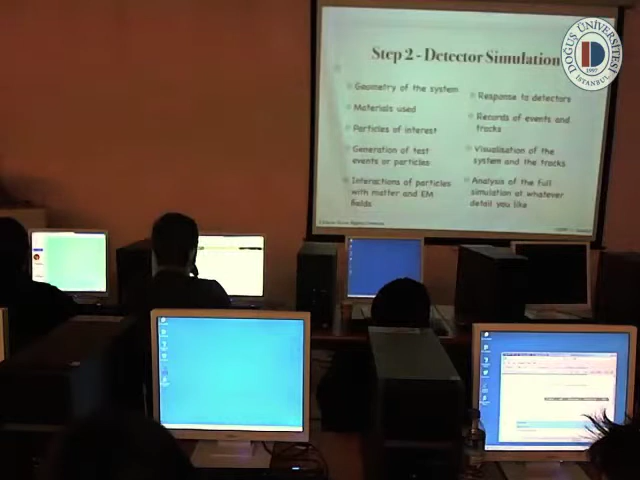 DOĞUŞ ÜNİVERSİTESİ
1997
İSTANBUL
Step 2 - Detector Simulation
Geometry of the system
Materials used
Particles of interest
Generation of test
events or particles
Interactions of particles
with matter and EM
fields
Response to detectors
Records of events and
tracks
Visualisation of the
system and the tracks
Analysis of the full
simulation at whatever
detail you like